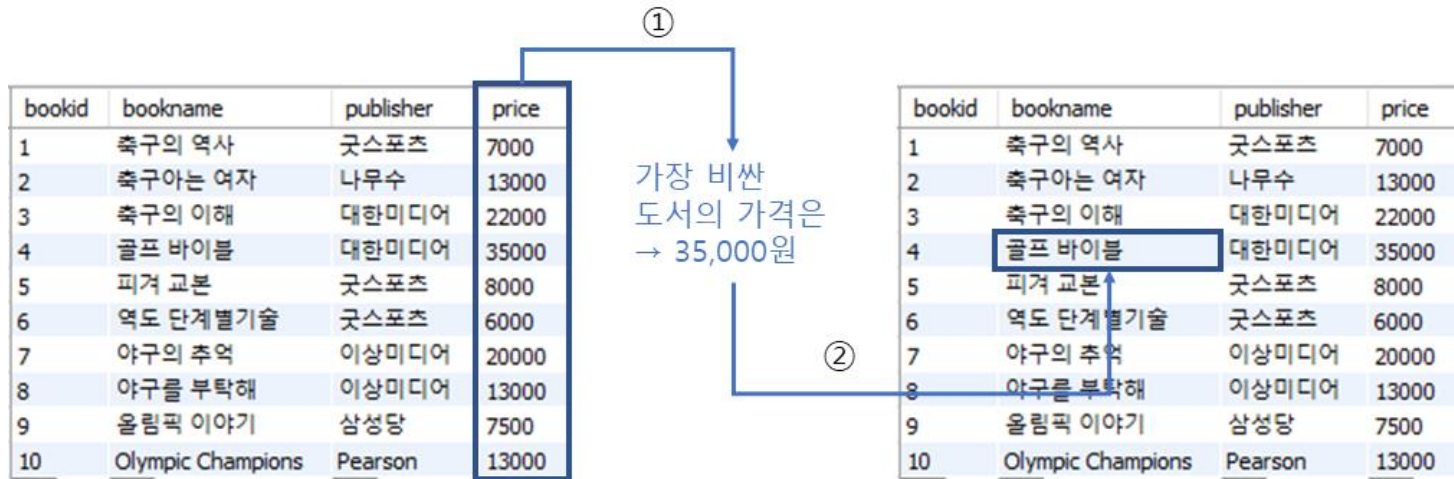 ①
bookid bookname publisher price
1 축구의 역사 굿스포츠 7000
2 축구아는 여자 나무수 13000
3 축구의 이해 대한미디어 22000
4 골프 바이블 대한미디어 35000
5 피겨 교본 굿스포츠 8000
6 역도 단계별기술 굿스포츠 6000
7 야구의 추억 이상미디어 20000
8 야구를 부탁해 이상미디어 13000
9 올림픽 이야기 삼성당 7500
10 Olympic Champions Pearson 13000
가장 비싼
도서의 가격은
→ 35,000원
②
bookid bookname publisher price
1 축구의 역사 굿스포츠 7000
2 축구아는 여자 나무수 13000
3 축구의 이해 대한미디어 22000
4 골프 바이블 대한미디어 35000
5 피겨 교본 굿스포츠 8000
6 역도 단계별기술 굿스포츠 6000
7 야구의 추억 이상미디어 20000
8 야구를 부탁해 이상미디어 13000
9 올림픽 이야기 삼성당 7500
10 Olympic Champions Pearson 13000